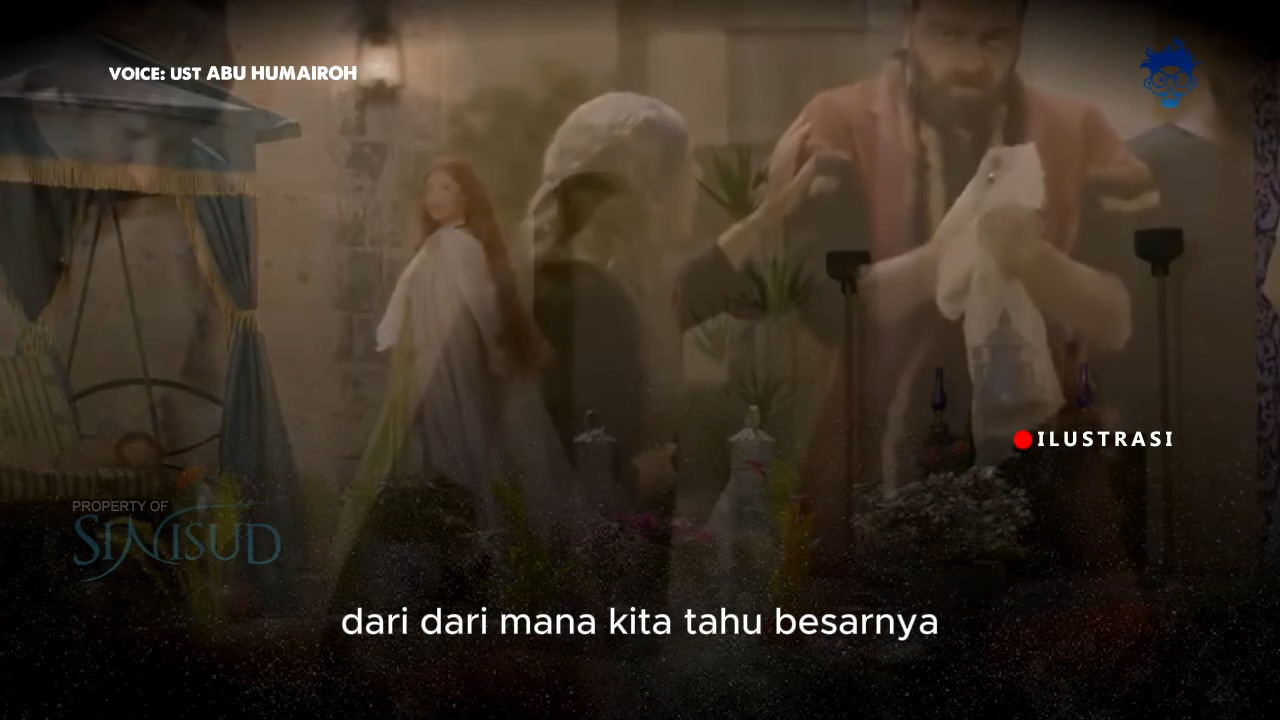 VOICE: UST ABU HUMAIROH
ILUSTRASI
PROPERTY OF
SINISUD
dari dari mana kita tahu besarnya